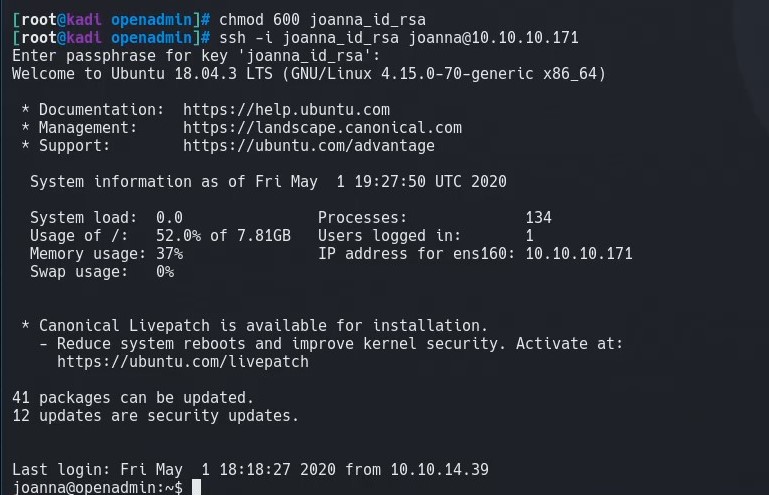 [root@kadi openadmin]# chmod 600 joanna_id_rsa
[root@kadi openadmin]# ssh -i joanna_id_rsa joanna@10.10.10.171
Enter passphrase for key 'joanna_id_rsa':
Welcome to Ubuntu 18.04.3 LTS (GNU/Linux 4.15.0-70-generic x86_64)
* Documentation:  https://help.ubuntu.com
* Management:     https://landscape.canonical.com
* Support:        https://ubuntu.com/advantage
System information as of Fri May  1 19:27:50 UTC 2020
System load:  0.0               Processes:             134
Usage of /:   52.0% of 7.81GB   Users logged in:       1
Memory usage: 37%               IP address for ens160: 10.10.10.171
Swap usage:   0%
* Canonical Livepatch is available for installation.
- Reduce system reboots and improve kernel security. Activate at:
https://ubuntu.com/livepatch
41 packages can be updated.
12 updates are security updates.
Last login: Fri May  1 18:18:27 2020 from 10.10.14.39
joanna@openadmin:~$